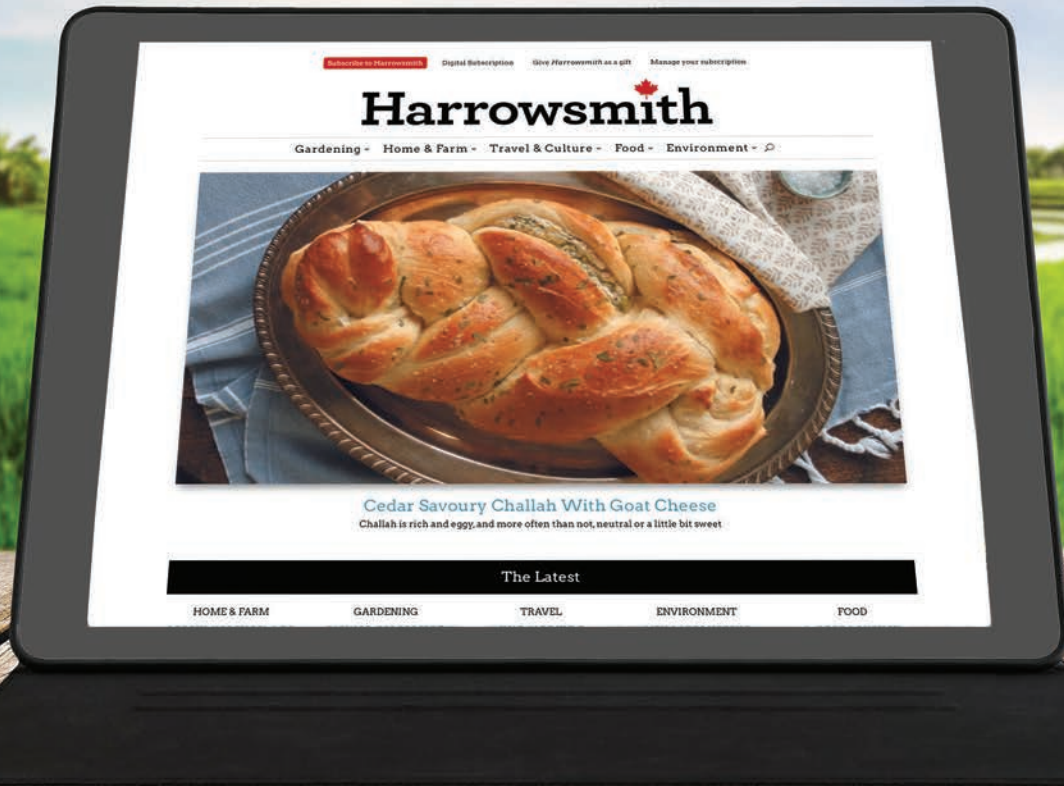 Subscribe to Harrowsmith Digital Subscription Give Harrowsmith as a gift Manage your subscription
Harrowsmith
Gardening Home & Farm Travel & Culture Food Environment
Cedar Savoury Challah With Goat Cheese
Challah is rich and eggy, and more often than not, neutral or a little bit sweet
The Latest
HOME & FARM GARDENING TRAVEL ENVIRONMENT FOOD